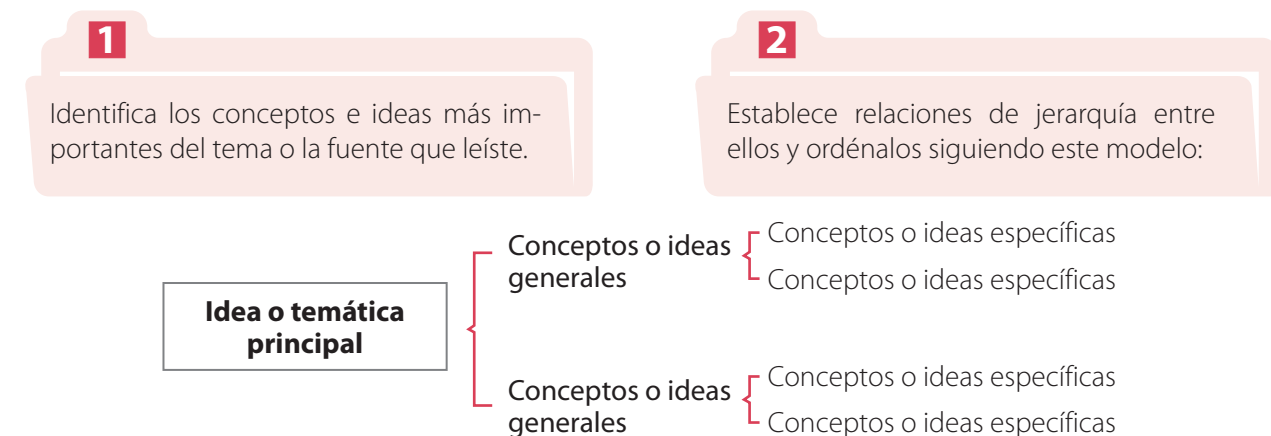 1
Identifica los conceptos e ideas más im-
portantes del tema o la fuente que leíste.
2
Establece relaciones de jerarquía entre
ellos y ordénalos siguiendo este modelo:
Idea o temática
principal
Conceptos o ideas
generales
Conceptos o ideas específicas
Conceptos o ideas específicas
Conceptos o ideas
generales
Conceptos o ideas específicas
Conceptos o ideas específicas